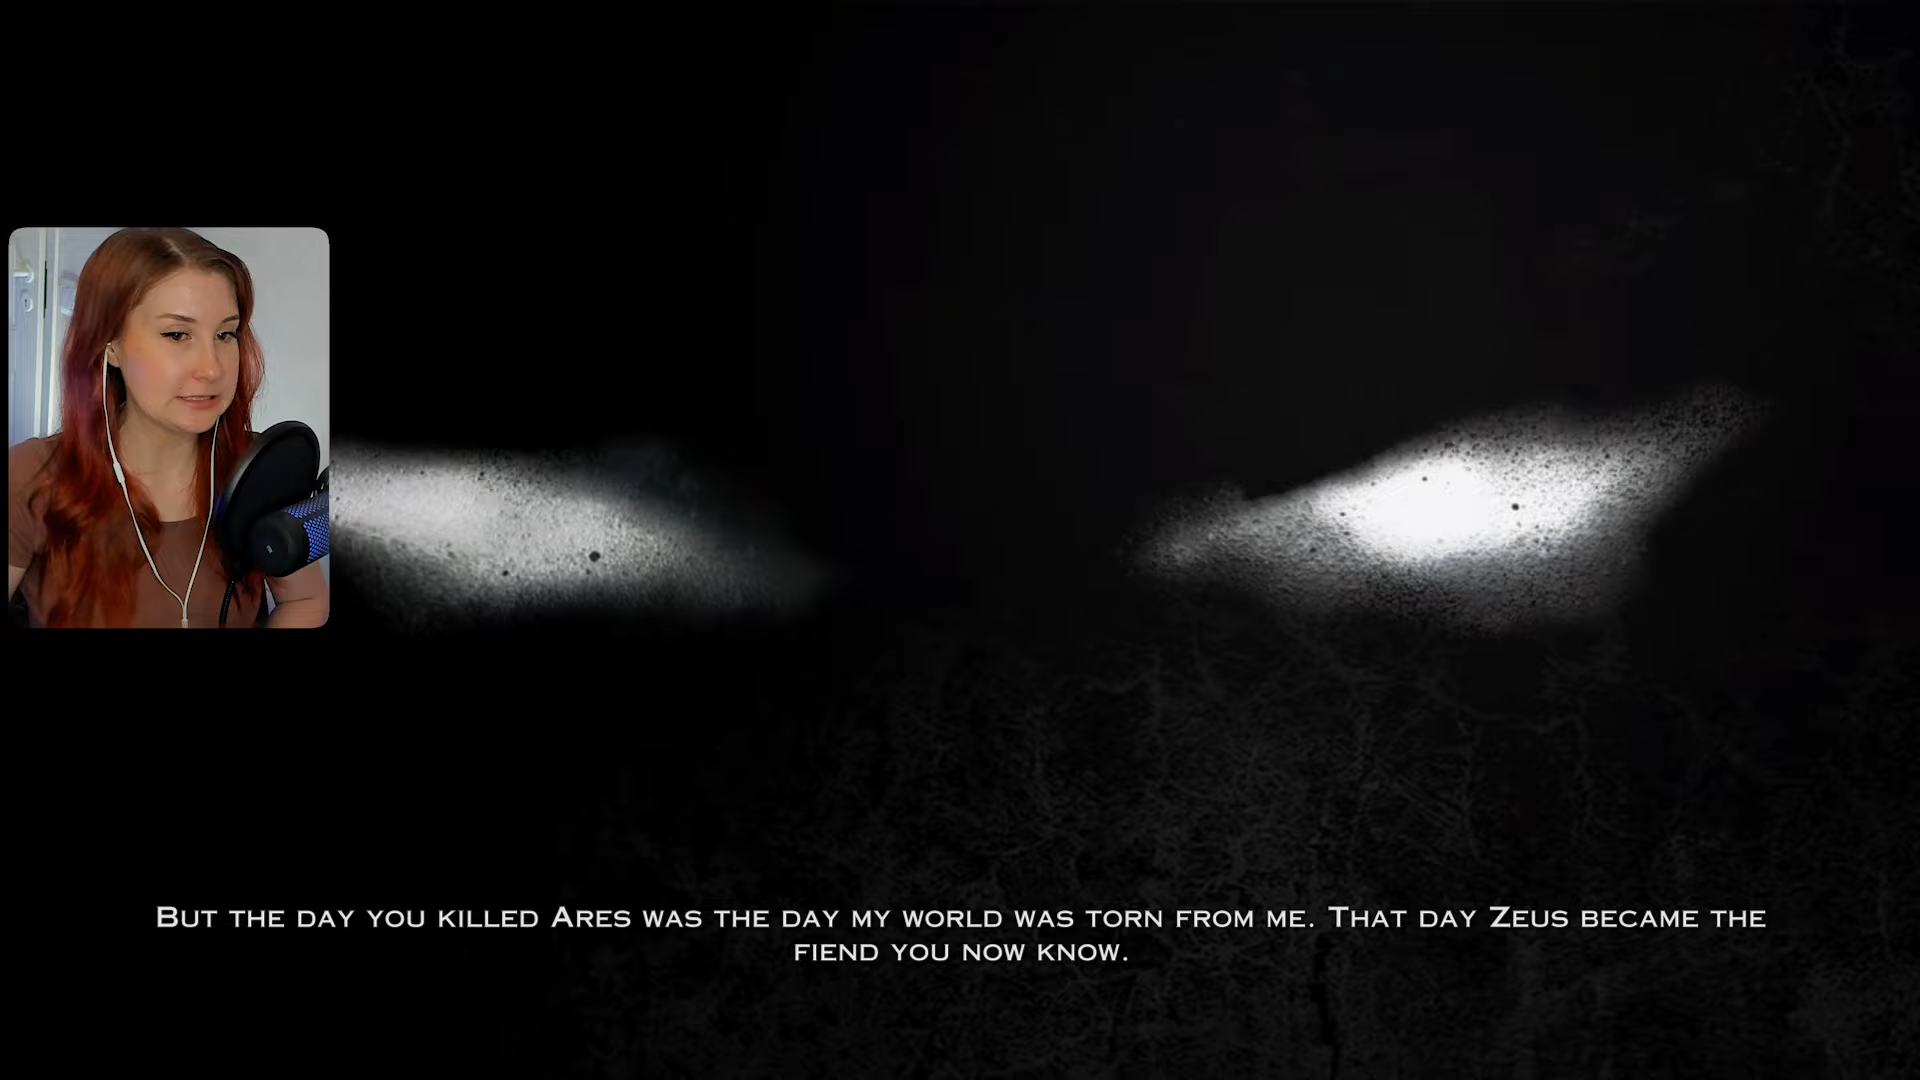 But the day you killed Ares was the day my world was torn from me. That day Zeus became the
fiend you now know.